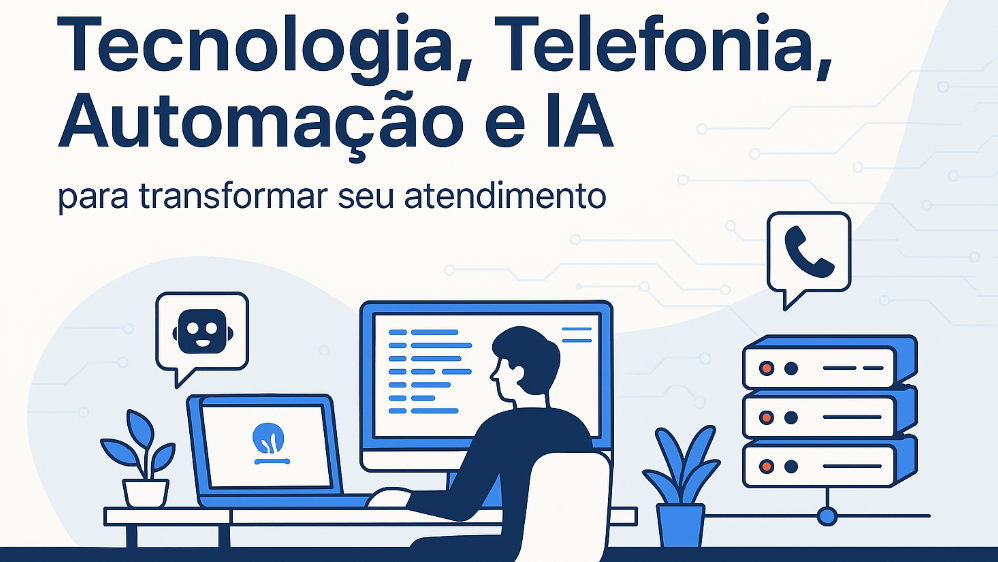 Tecnologia, Telefonia,
Automação e IA
para transformar seu atendimento